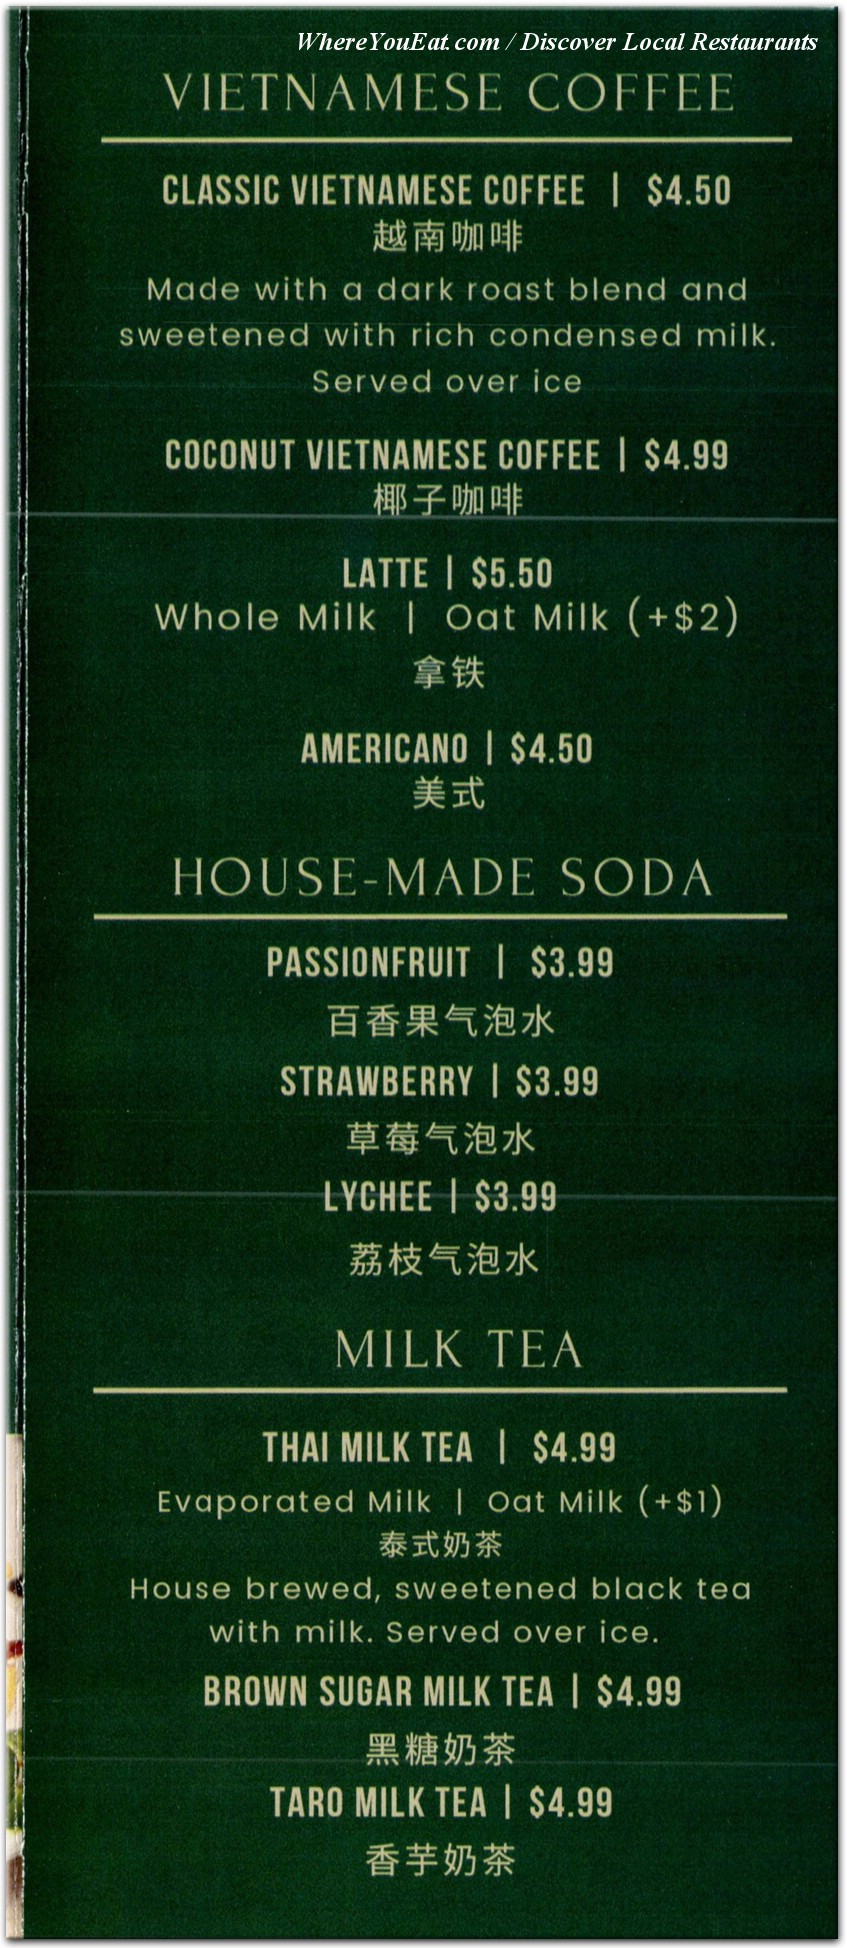 WhereYouEat.com / Discover Local Restaurants
VIETNAMESE COFFEE
CLASSIC VIETNAMESE COFFEE | $4.50
越南咖啡
Made with a dark roast blend and
sweetened with rich condensed milk.
Served over ice
COCONUT VIETNAMESE COFFEE | $4.99
椰子咖啡
LATTE | $5.50
Whole Milk | Oat Milk (+$2)
拿铁
AMERICANO | $4.50
美式
HOUSE-MADE SODA
PASSIONFRUIT | $3.99
百香果气泡水
STRAWBERRY | $3.99
草莓气泡水
LYCHEE | $3.99
荔枝气泡水
MILK TEA
THAI MILK TEA | $4.99
Evaporated Milk | Oat Milk (+$1)
泰式奶茶
House brewed, sweetened black tea
with milk. Served over ice.
BROWN SUGAR MILK TEA | $4.99
黑糖奶茶
TARO MILK TEA | $4.99
香芋奶茶